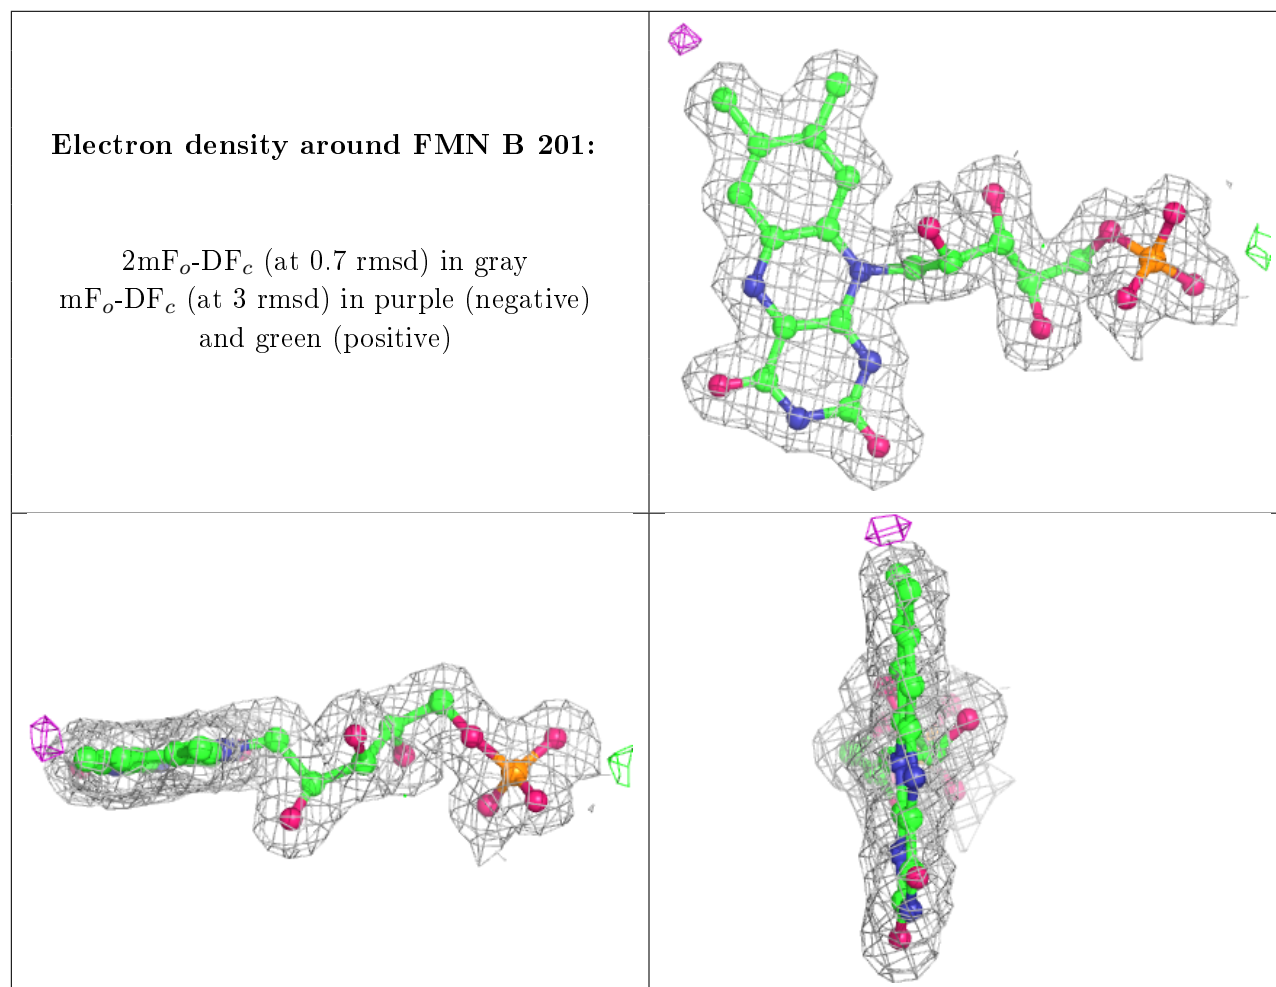 Electron density around FMN B 201:
2mFo-DFc (at 0.7 rmsd) in gray
mFo-DFc (at 3 rmsd) in purple (negative)
and green (positive)